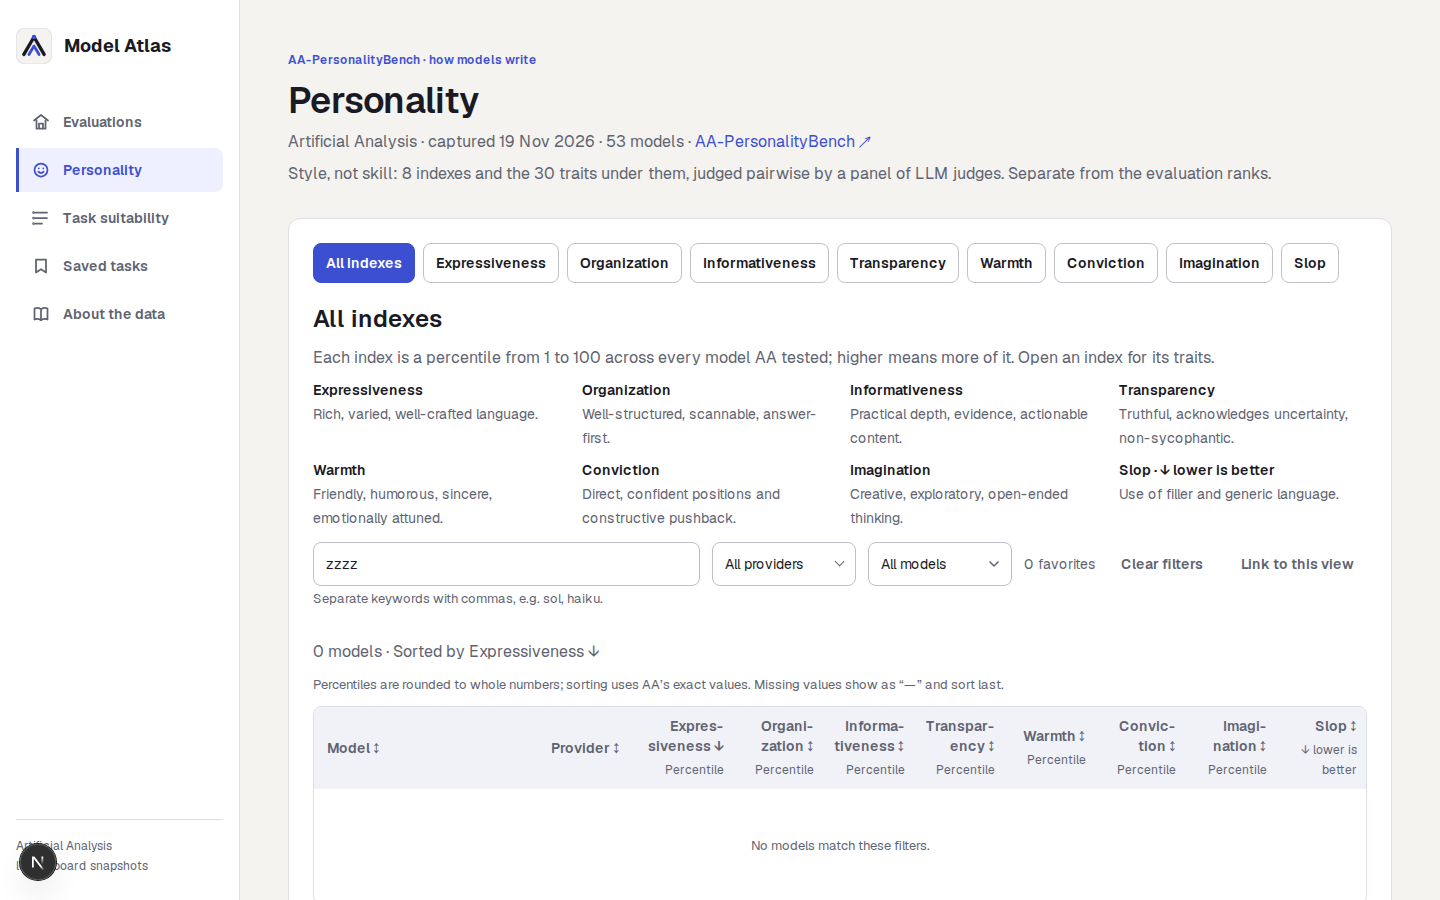 Model Atlas
Evaluations
Personality
Task suitability
Saved tasks
About the data
Artificial Analysis
board snapshots
N
AA-PersonalityBench · how models write
Personality
Artificial Analysis · captured 19 Nov 2026 · 53 models · AA-PersonalityBench ↗
Style, not skill: 8 indexes and the 30 traits under them, judged pairwise by a panel of LLM judges. Separate from the evaluation ranks.
All indexes Expressiveness Organization Informativeness Transparency Warmth Conviction Imagination Slop
All indexes
Each index is a percentile from 1 to 100 across every model AA tested; higher means more of it. Open an index for its traits.
Expressiveness
Rich, varied, well-crafted language.
Organization
Well-structured, scannable, answer-
first.
Informativeness
Practical depth, evidence, actionable
content.
Transparency
Truthful, acknowledges uncertainty,
non-sycophantic.
Warmth
Friendly, humorous, sincere,
emotionally attuned.
Conviction
Direct, confident positions and
constructive pushback.
Imagination
Creative, exploratory, open-ended
thinking.
Slop · ↓ lower is better
Use of filler and generic language.
zzzz
All providers
All models
0 favorites
Clear filters
Link to this view
Separate keywords with commas, e.g. sol, haiku.
0 models · Sorted by Expressiveness ↓
Percentiles are rounded to whole numbers; sorting uses AA's exact values. Missing values show as “—” and sort last.
Model ↕
Provider ↕
Expres-
siveness ↓
Percentile
Organi-
zation ↕
Percentile
Informa-
tiveness ↕
Percentile
Transpar-
ency ↕
Percentile
Warmth ↕
Percentile
Convic-
tion ↕
Percentile
Imagi-
nation ↕
Percentile
Slop ↕
↓ lower is
better
No models match these filters.